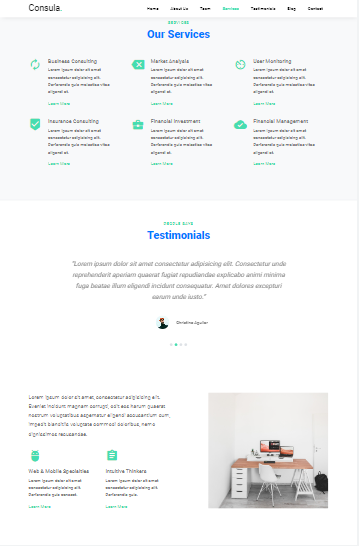 Consula.
Home About Us Team Services Testimonials Blog Contact
SERVICES
Our Services
Business Consulting
Lorem ipsum dolor sit amet
consectetur adipisicing elit.
Perferendis quis molestiae vitae
eligendi at.
Learn More
Market Analysis
Lorem ipsum dolor sit amet
consectetur adipisicing elit.
Perferendis quis molestiae vitae
eligendi at.
Learn More
User Monitoring
Lorem ipsum dolor sit amet
consectetur adipisicing elit.
Perferendis quis molestiae vitae
eligendi at.
Learn More
Insurance Consulting
Lorem ipsum dolor sit amet
consectetur adipisicing elit.
Perferendis quis molestiae vitae
eligendi at.
Learn More
Financial Investment
Lorem ipsum dolor sit amet
consectetur adipisicing elit.
Perferendis quis molestiae vitae
eligendi at.
Learn More
Financial Management
Lorem ipsum dolor sit amet
consectetur adipisicing elit.
Perferendis quis molestiae vitae
eligendi at.
Learn More
PEOPLE SAYS
Testimonials
"Lorem ipsum dolor sit amet consectetur adipisicing elit. Consectetur unde
reprehenderit aperiam quaerat fugiat repudiandae explicabo animi minima
fuga beatae illum eligendi incidunt consequatur. Amet dolores excepturi
earum unde iusto."
Christine Aguilar
Lorem ipsum dolor sit amet, consectetur adipisicing elit.
Eveniet incidunt magnam corrupti, odit eos harum quaerat
nostrum voluptatibus aspernatur eligendi accusantium cum,
impedit blanditiis voluptate commodi doloribus, nemo
dignissimos recusandae.
Web & Mobile Specialties
Lorem ipsum dolor sit amet
consectetur adipisicing elit.
Perferendis quis consect.
Learn More
Intuitive Thinkers
Lorem ipsum dolor sit amet
consectetur adipisicing elit.
Perferendis quis.
Learn More